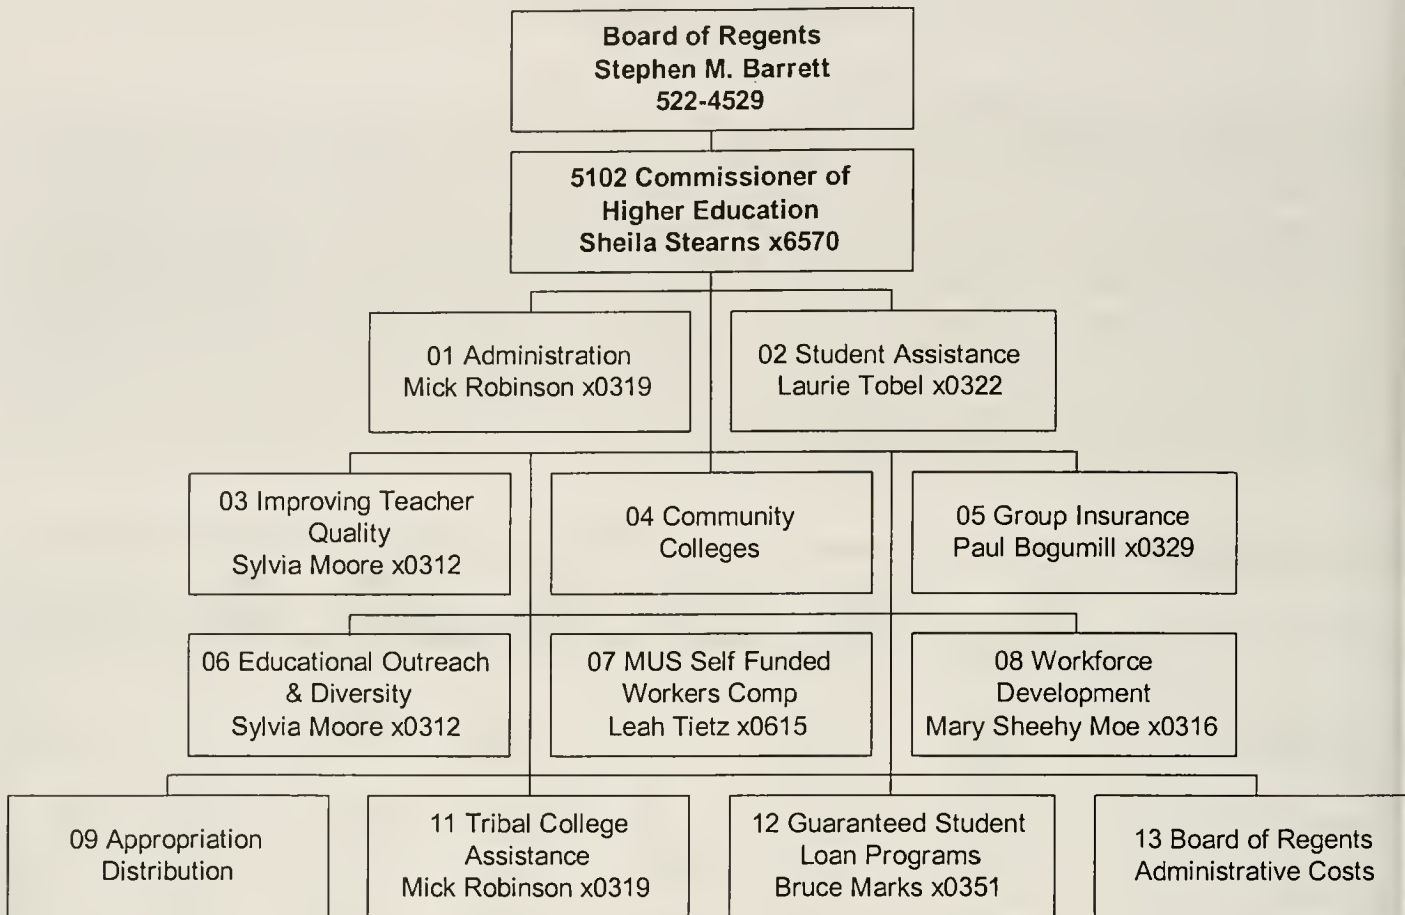 Board of Regents
Stephen M. Barrett
522-4529
5102 Commissioner of
Higher Education
Sheila Stearns x6570
01 Administration
Mick Robinson x0319
02 Student Assistance
Laurie Tobel x0322
03 Improving Teacher
Quality
Sylvia Moore x0312
04 Community
Colleges
05 Group Insurance
Paul Bogumill x0329
06 Educational Outreach
& Diversity
Sylvia Moore x0312
07 MUS Self Funded
Workers Comp
Leah Tietz x0615
08 Workforce
Development
Mary Sheehy Moe x0316
09 Appropriation
Distribution
11 Tribal College
Assistance
Mick Robinson x0319
12 Guaranteed Student
Loan Programs
Bruce Marks x0351
13 Board of Regents
Administrative Costs